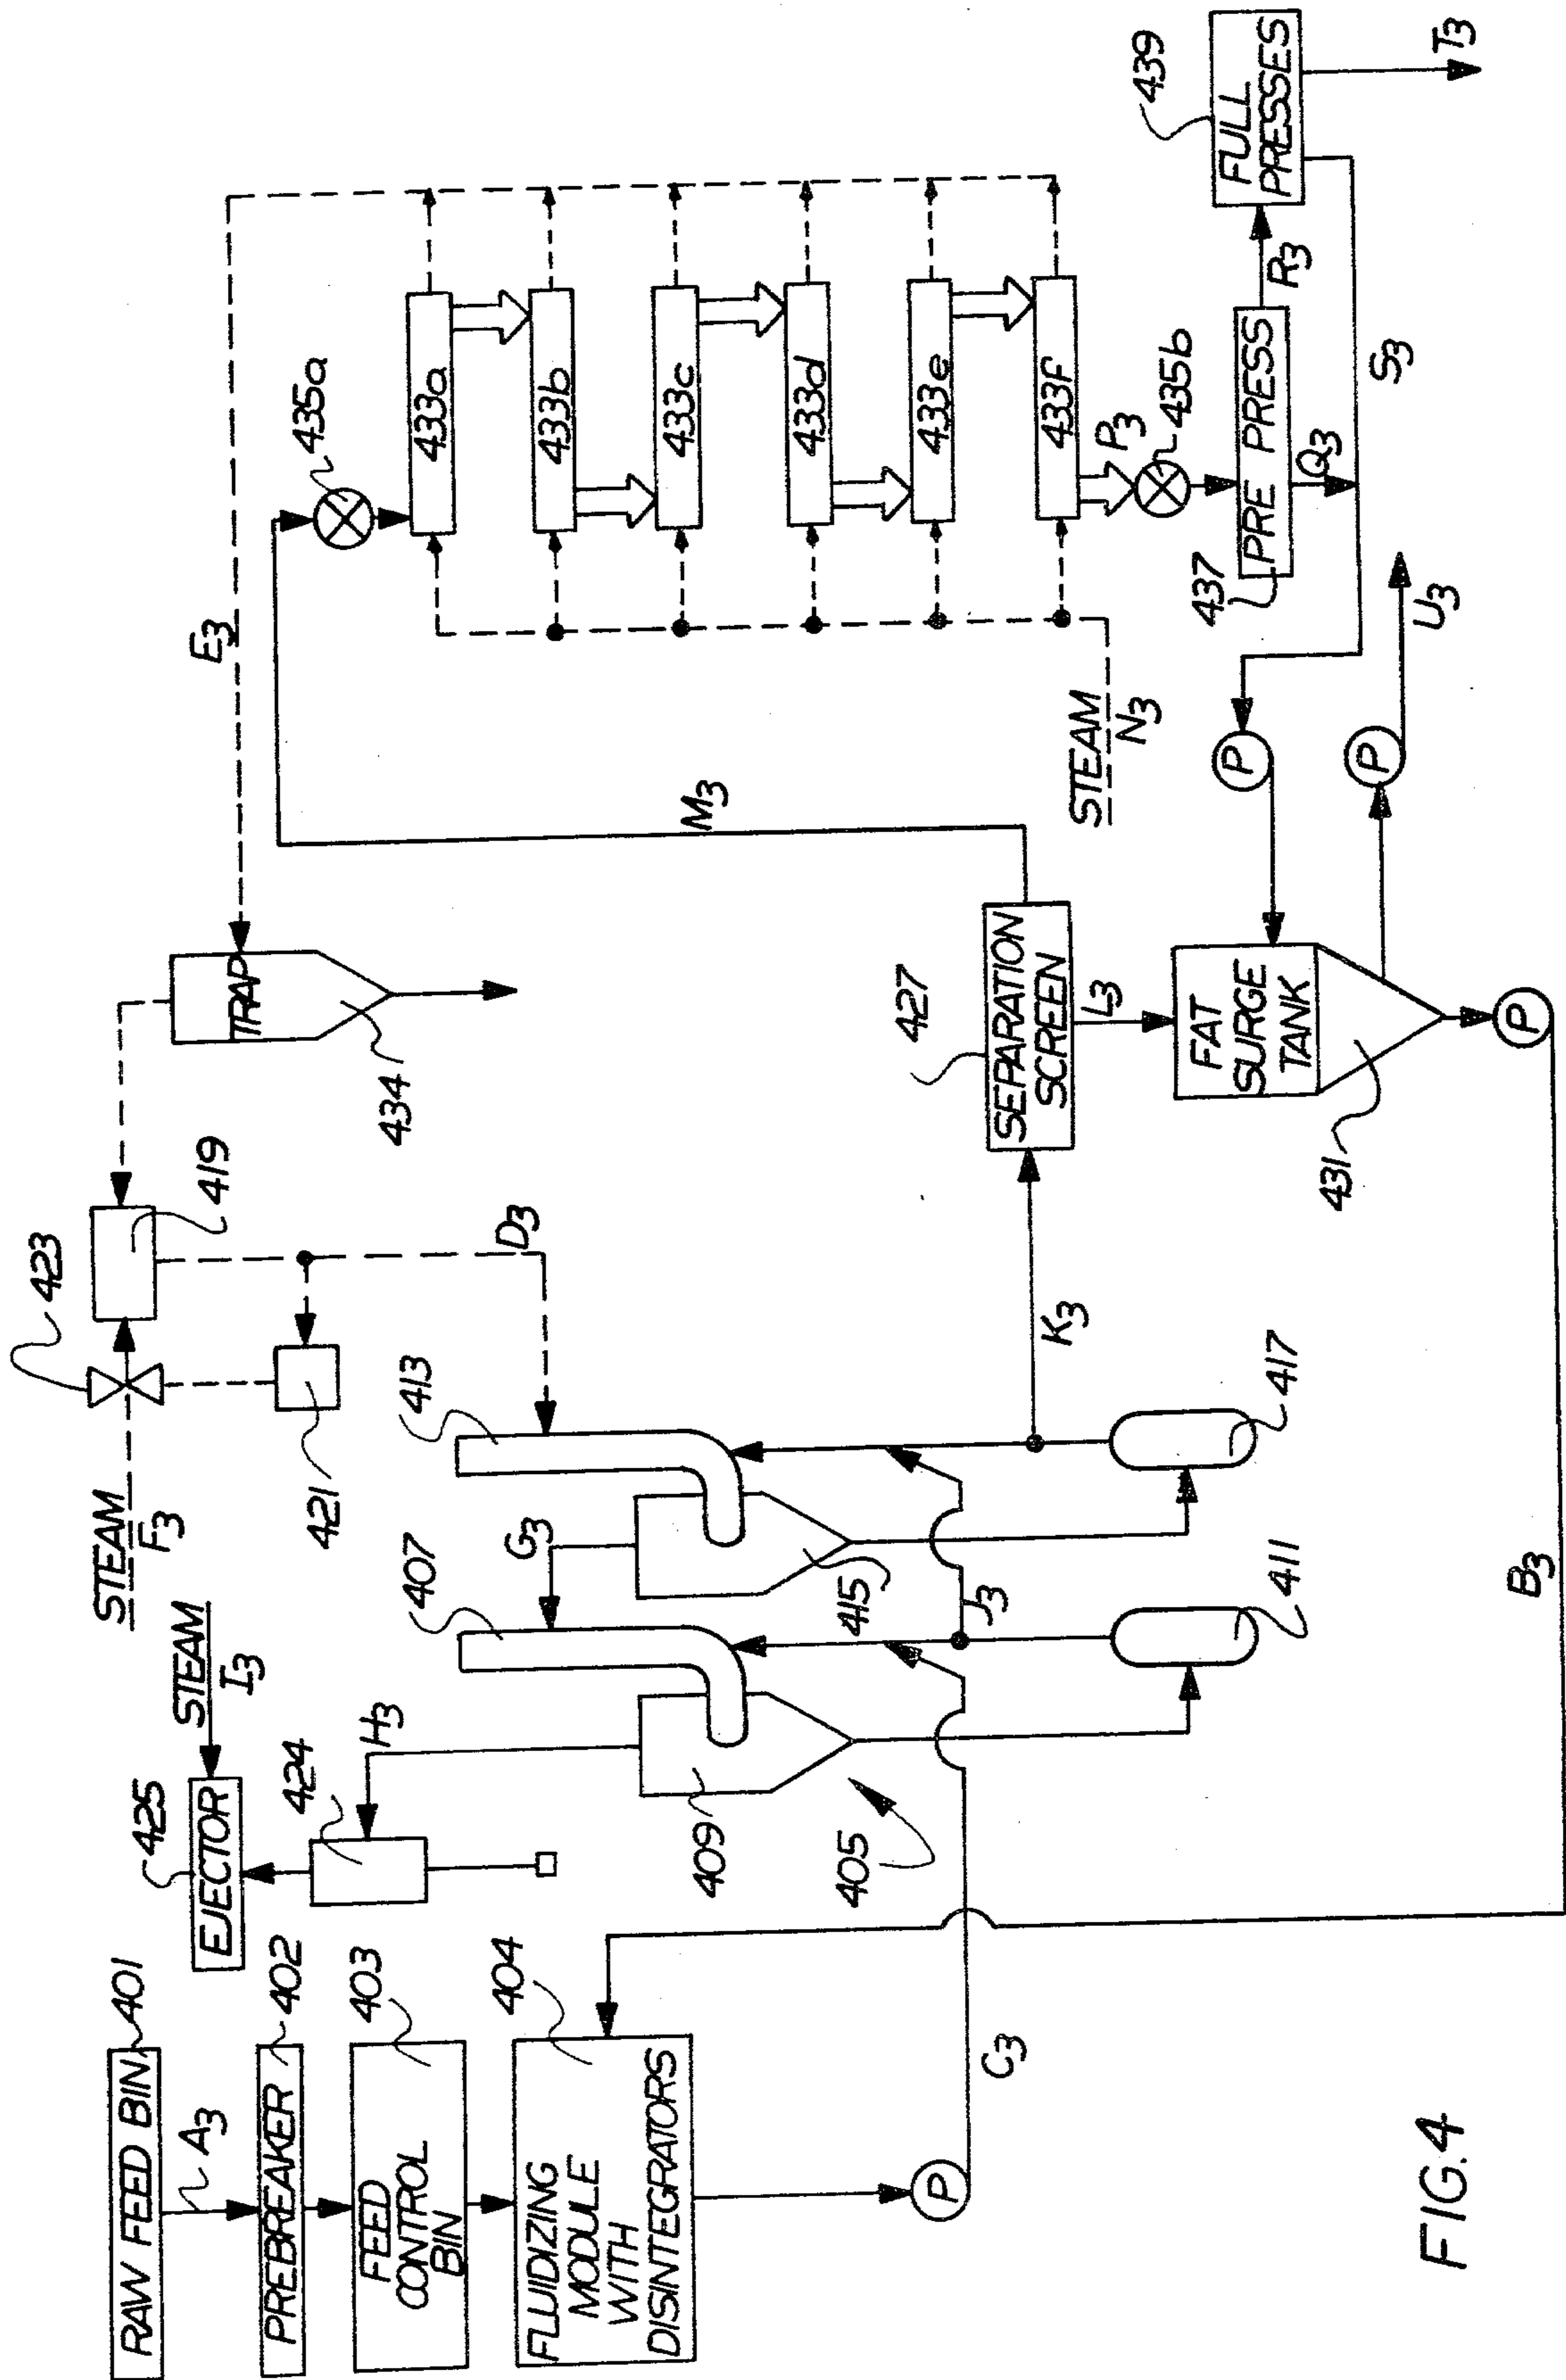 RAW FEED BIN
401
A3
PREBREAKER
402
FEED
CONTROL
BIN
403
FLUIDIZING
MODULE
WITH
DISINTEGRATORS
404
P
C3
EJECTOR
425
STEAM
I3
424
H3
409
405
407
G3
411
J3
STEAM
F3
423
419
421
D3
413
415
417
K3
TRAP
434
E3
M3
SEPARATION
SCREEN
427
L3
FAT
SURGE
TANK
431
P
B3
P
P
U3
435a
433a
433b
433c
433d
433e
433f
STEAM
N3
P3
435b
PRE PRESS
437
Q3
R3
S3
FULL
PRESSES
439
T3
FIG.4